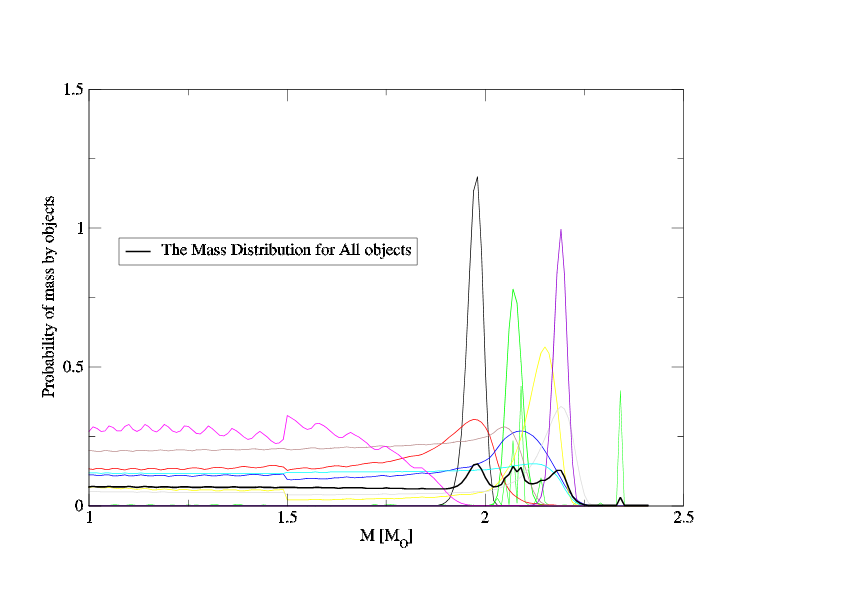 1.5
1
0.5
0
Probability of mass by objects
The Mass Distribution for All objects
1 1.5 2 2.5
M [M_O]